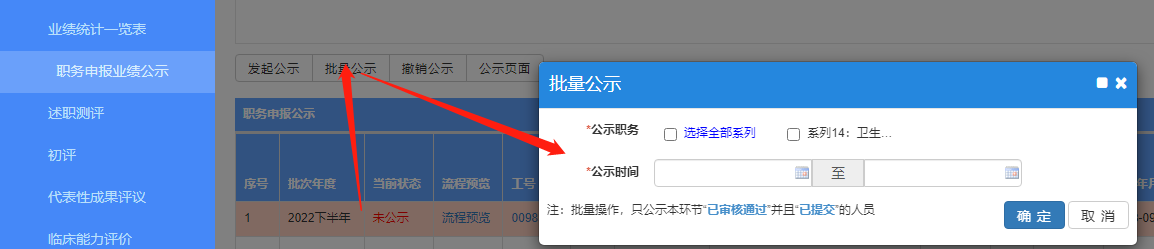 业绩统计一览表
职务申报业绩公示
述职测评
初评
代表性成果评议
临床能力评价
发起公示 批量公示 撤销公示 公示页面
职务申报公示
序号 批次年度 当前状态 流程预览 工号
1 2022下半年 未公示 流程预览 0098
批量公示
*公示职务 选择全部系列 系列14：卫生...
*公示时间 至
注：批量操作，只公示本环节“已审核通过”并且“已提交”的人员
确 定 取 消